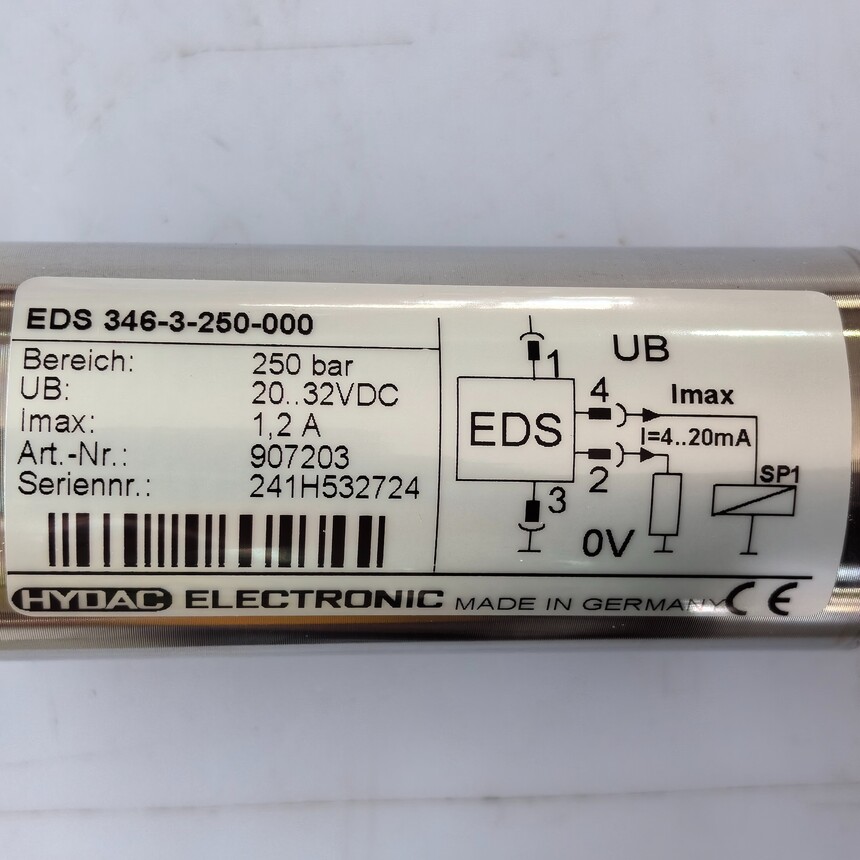 EDS 346-3-250-000
Bereich: 250 bar
UB: 20..32VDC
Imax: 1,2 A
Art.-Nr.: 907203
Seriennr.: 241H532724
1
UB
4
Imax
EDS
I=4..20mA
2
SP1
3
0V
HYDAC ELECTRONIC MADE IN GERMANY CE